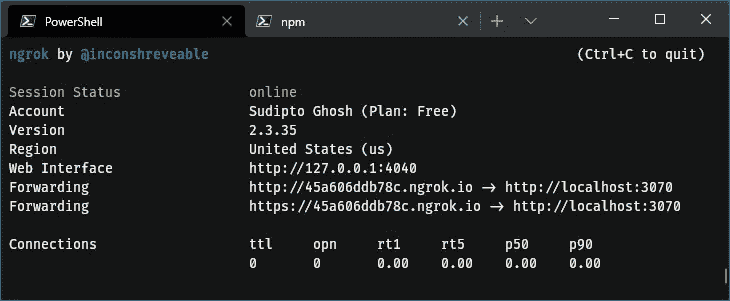 PowerShell npm
ngrok by @inconshreveable (Ctrl+C to quit)
Session Status online
Account Sudipto Ghosh (Plan: Free)
Version 2.3.35
Region United States (us)
Web Interface http://127.0.0.1:4040
Forwarding http://45a606ddb78c.ngrok.io → http://localhost:3070
Forwarding https://45a606ddb78c.ngrok.io → http://localhost:3070
Connections ttl opn rt1 rt5 p50 p90
0 0 0.00 0.00 0.00 0.00